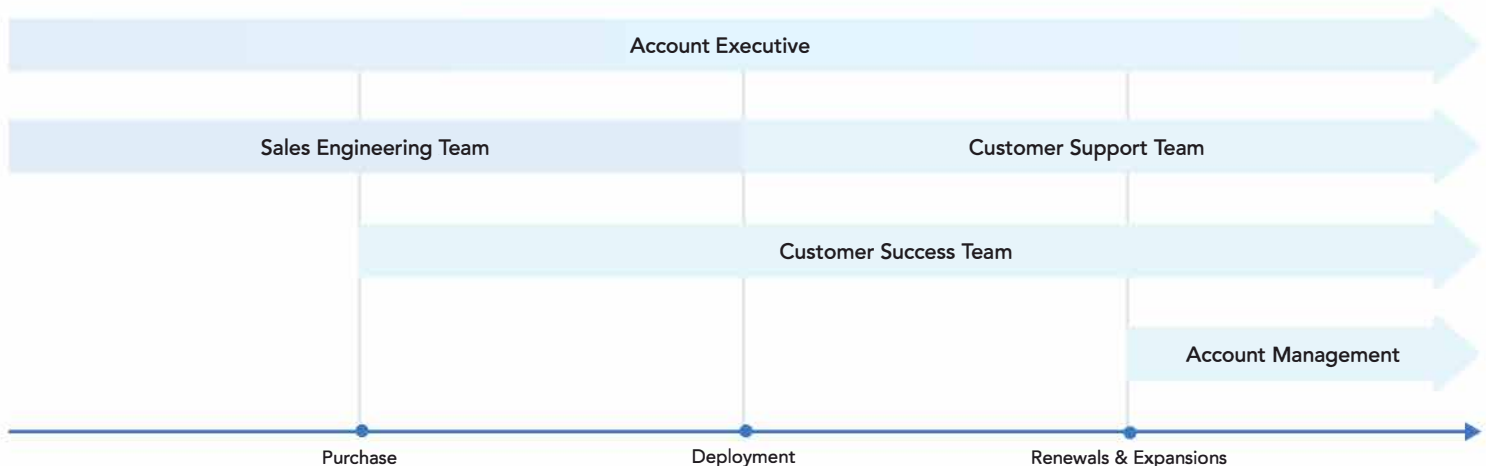 Account Executive
Sales Engineering Team
Customer Support Team
Customer Success Team
Account Management
Purchase
Deployment
Renewals & Expansions